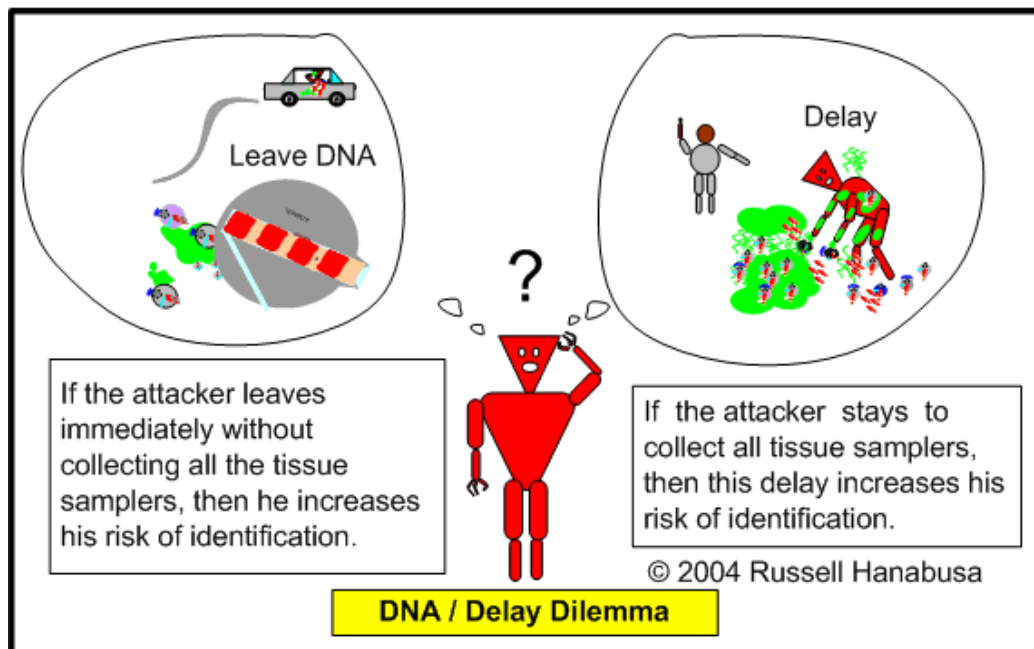 Leave DNA
Delay
?
If the attacker leaves
immediately without
collecting all the tissue
samplers, then he increases
his risk of identification.
If the attacker stays to
collect all tissue samplers,
then this delay increases his
risk of identification.
© 2004 Russell Hanabusa
DNA / Delay Dilemma